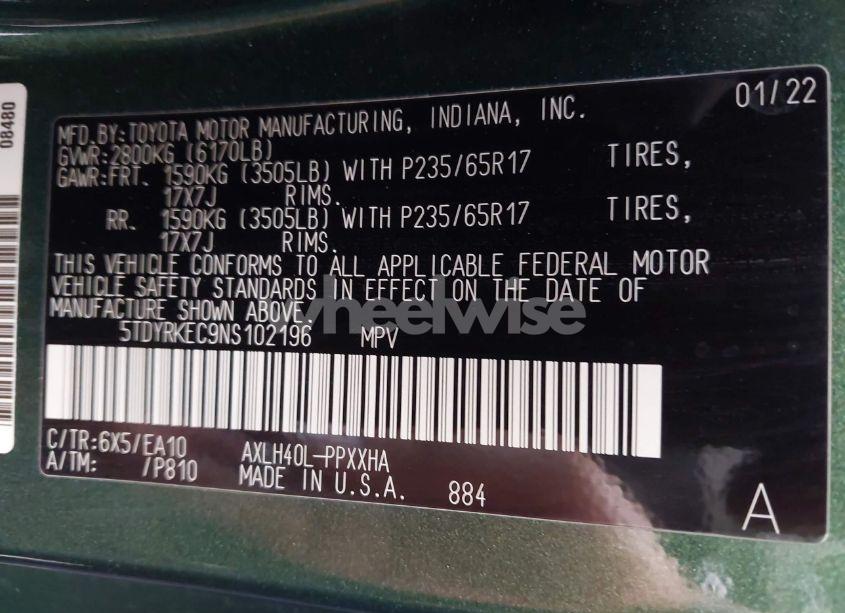 08480
01/22
MFD.BY:TOYOTA MOTOR MANUFACTURING, INDIANA, INC.
GVWR:2800KG (6170LB)
GAWR:FRT. 1590KG (3505LB) WITH P235/65R17 TIRES,
17X7J RIMS.
RR. 1590KG (3505LB) WITH P235/65R17 TIRES,
17X7J RIMS.
THIS VEHICLE CONFORMS TO ALL APPLICABLE FEDERAL MOTOR
VEHICLE SAFETY STANDARDS IN EFFECT ON THE DATE OF
MANUFACTURE SHOWN ABOVE.
wheelwise
5TDYRKEC9NS102196 MPV
C/TR:6X5/EA10 AXLH40L-PPXXHA
A/TM: /P810 MADE IN U.S.A. 884
A